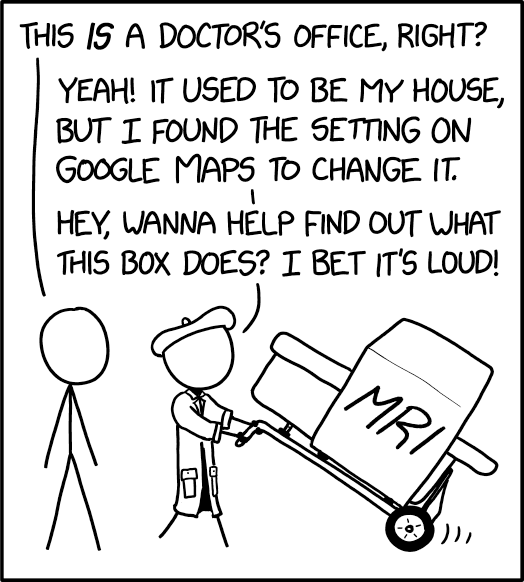 THIS IS A DOCTOR'S OFFICE, RIGHT?
YEAH! IT USED TO BE MY HOUSE,
BUT I FOUND THE SETTING ON
GOOGLE MAPS TO CHANGE IT.
HEY, WANNA HELP FIND OUT WHAT
THIS BOX DOES? I BET IT'S LOUD!
MRI